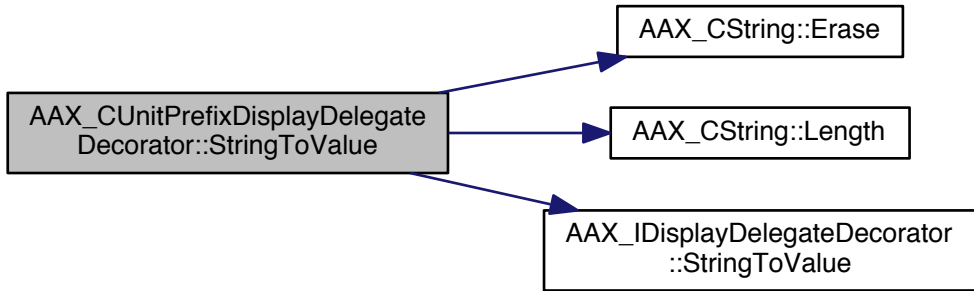 AAX_CString::Erase
AAX_CUnitPrefixDisplayDelegate
Decorator::StringToValue
AAX_CString::Length
AAX_IDisplayDelegateDecorator
::StringToValue